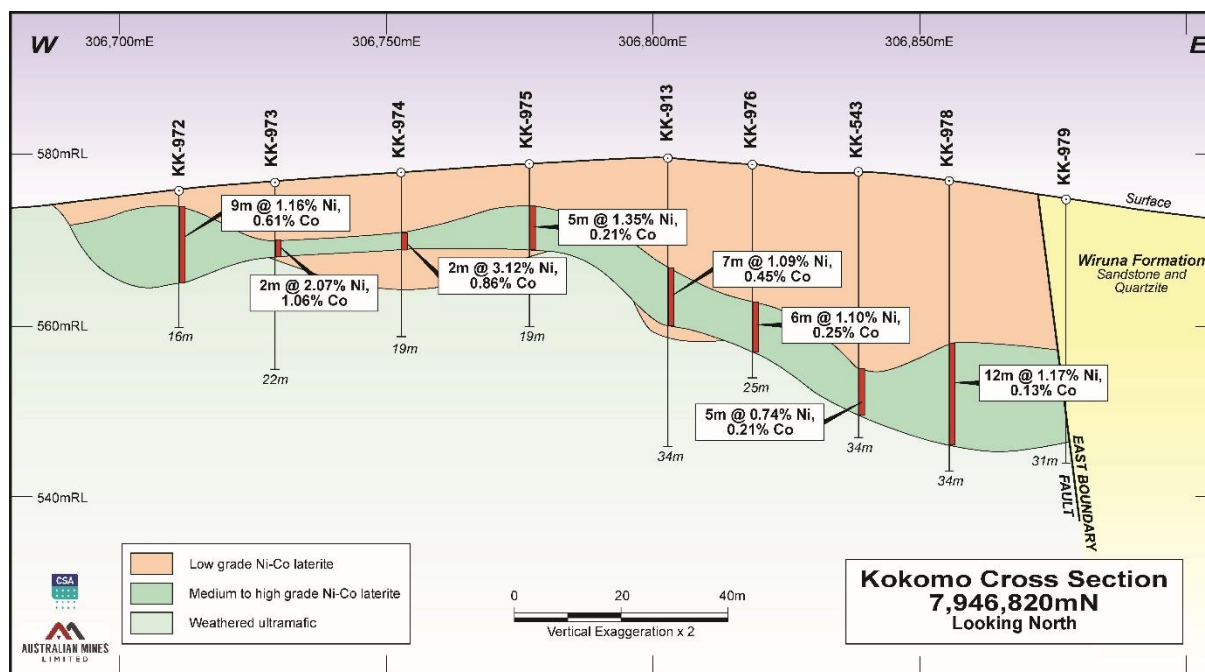 W
306,700mE
306,750mE
306,800mE
306,850mE
E
KK-972
KK-973
KK-974
KK-975
KK-913
KK-976
KK-543
KK-978
KK-979
580mRL
560mRL
540mRL
Surface
9m @ 1.16% Ni,
0.61% Co
2m @ 2.07% Ni,
1.06% Co
2m @ 3.12% Ni,
0.86% Co
5m @ 1.35% Ni,
0.21% Co
7m @ 1.09% Ni,
0.45% Co
6m @ 1.10% Ni,
0.25% Co
5m @ 0.74% Ni,
0.21% Co
12m @ 1.17% Ni,
0.13% Co
Wiruna Formation
Sandstone and
Quartzite
16m
22m
19m
19m
34m
25m
34m
34m
31m
EAST BOUNDARY
FAULT
Low grade Ni-Co laterite
Medium to high grade Ni-Co laterite
Weathered ultramafic
0
20
40m
Vertical Exaggeration x 2
Kokomo Cross Section
7,946,820mN
Looking North
CSA
AUSTRALIAN MINES
LIMITED